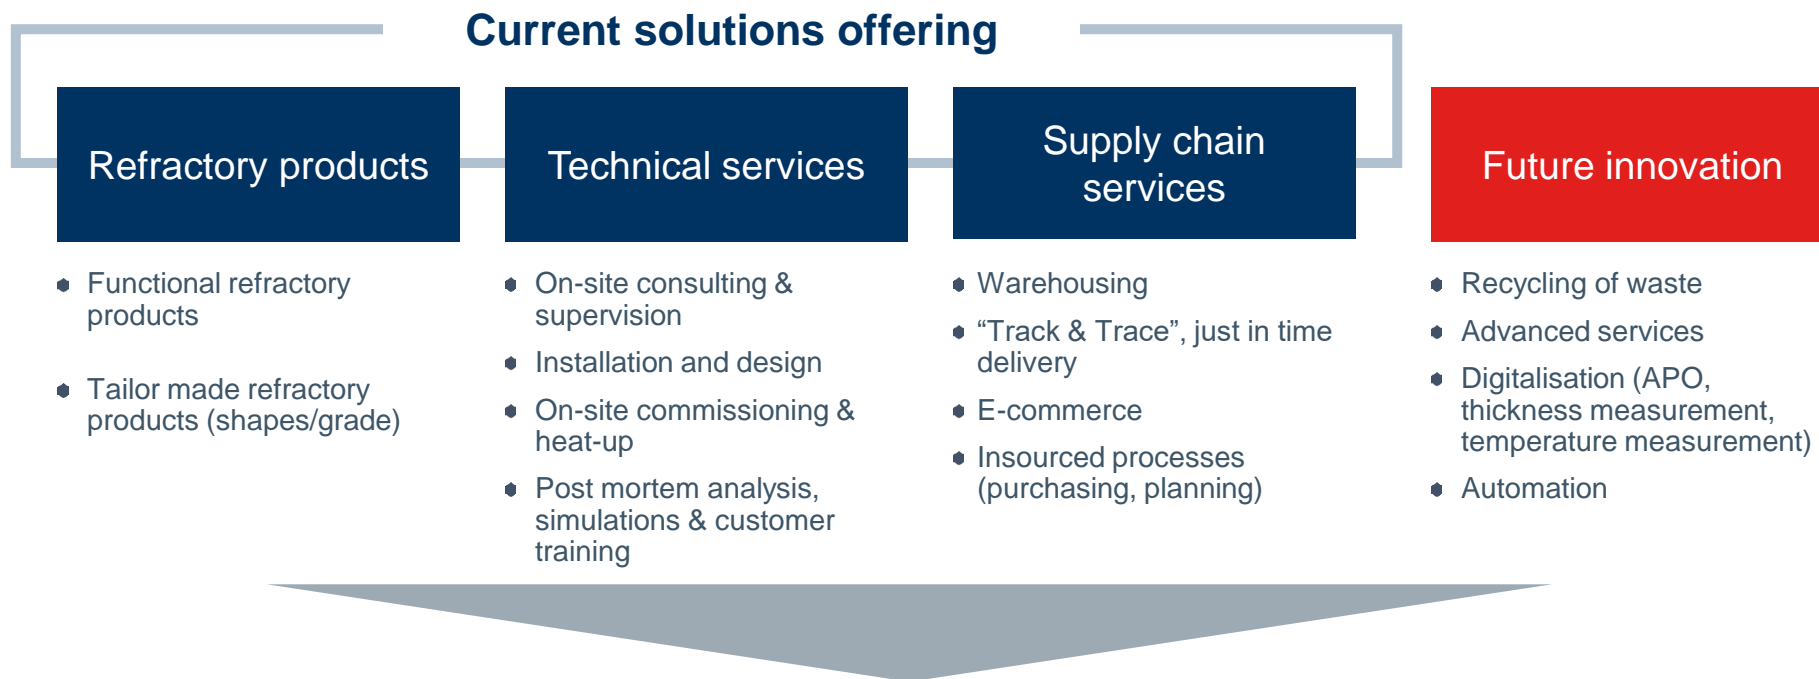 Current solutions offering
Refractory products
Functional refractory
products
Tailor made refractory
products (shapes/grade)
Technical services
On-site consulting &
supervision
Installation and design
On-site commissioning &
heat-up
Post mortem analysis,
simulations & customer
training
Supply chain
services
Warehousing
“Track & Trace”, just in time
delivery
E-commerce
Insourced processes
(purchasing, planning)
Future innovation
Recycling of waste
Advanced services
Digitalisation (APO,
thickness measurement,
temperature measurement)
Automation